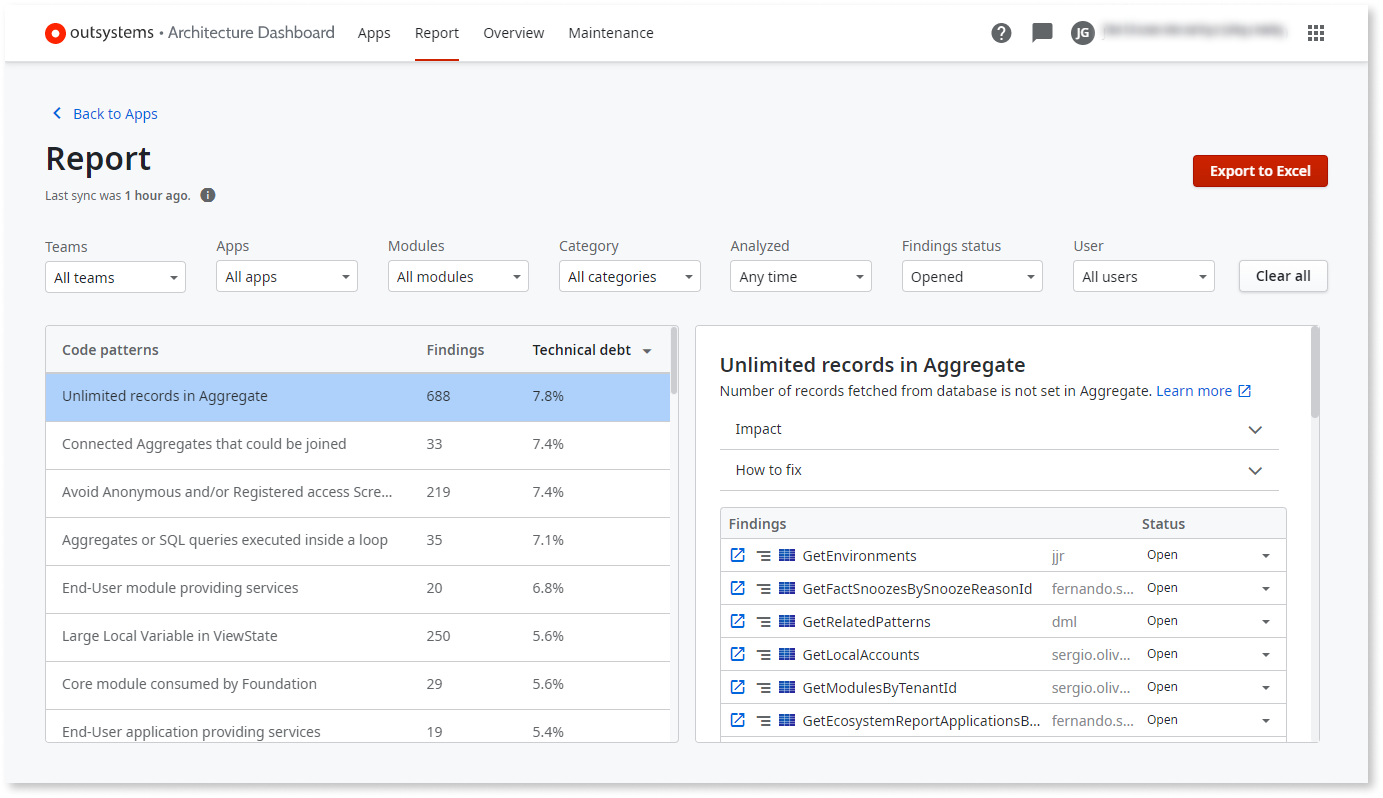 outsystems • Architecture Dashboard Apps Report Overview Maintenance JG
Back to Apps
Report
Export to Excel
Last sync was 1 hour ago.
Teams Apps Modules Category Analyzed Findings status User
All teams All apps All modules All categories Any time Opened All users Clear all
Code patterns Findings Technical debt
Unlimited records in Aggregate 688 7.8%
Connected Aggregates that could be joined 33 7.4%
Avoid Anonymous and/or Registered access Scre... 219 7.4%
Aggregates or SQL queries executed inside a loop 35 7.1%
End-User module providing services 20 6.8%
Large Local Variable in ViewState 250 5.6%
Core module consumed by Foundation 29 5.6%
End-User application providing services 19 5.4%
Unlimited records in Aggregate
Number of records fetched from database is not set in Aggregate. Learn more
Impact
How to fix
Findings Status
GetEnvironments jjr Open
GetFactSnoozesBySnoozeReasonId fernando.s... Open
GetRelatedPatterns dml Open
GetLocalAccounts sergio.oliv... Open
GetModulesByTenantId sergio.oliv... Open
GetEcosystemReportApplicationsB... fernando.s... Open